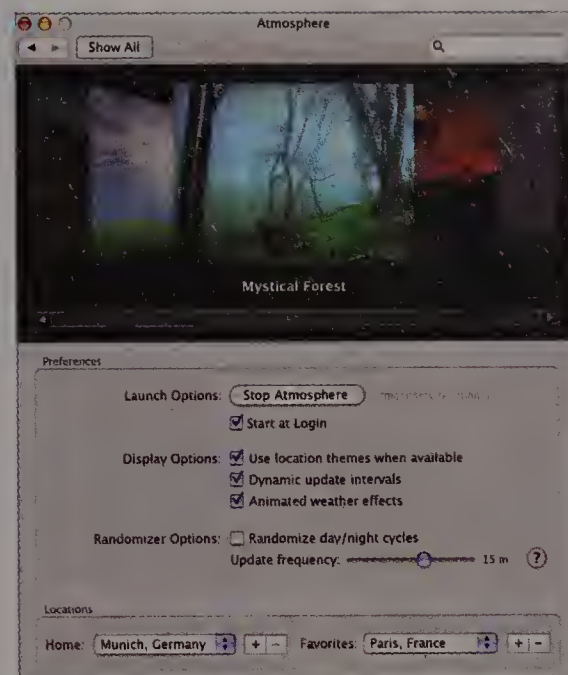 Atmosphere
Show All
Mystical Forest
Preferences
Launch Options: Stop Atmosphere
Start at Login
Display Options: Use location themes when available
Dynamic update intervals
Animated weather effects
Randomizer Options: Randomize day/night cycles
Update frequency: 15 m ?
Locations
Home: Munich, Germany + - Favorites: Paris, France + -